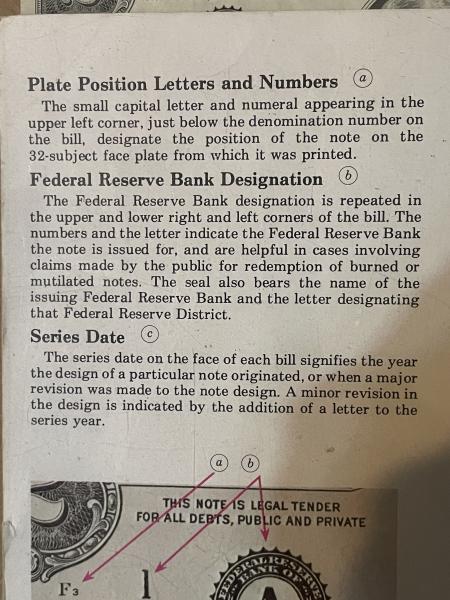 Plate Position Letters and Numbers a
The small capital letter and numeral appearing in the
upper left corner, just below the denomination number on
the bill, designate the position of the note on the
32-subject face plate from which it was printed.
Federal Reserve Bank Designation b
The Federal Reserve Bank designation is repeated in
the upper and lower right and left corners of the bill. The
numbers and the letter indicate the Federal Reserve Bank
the note is issued for, and are helpful in cases involving
claims made by the public for redemption of burned or
mutilated notes. The seal also bears the name of the
issuing Federal Reserve Bank and the letter designating
that Federal Reserve District.
Series Date c
The series date on the face of each bill signifies the year
the design of a particular note originated, or when a major
revision was made to the note design. A minor revision in
the design is indicated by the addition of a letter to the
series year.
a b
THIS NOTE IS LEGAL TENDER
FOR ALL DEBTS, PUBLIC AND PRIVATE
FEDERAL RESERVE
BANK OF
F3 1 A